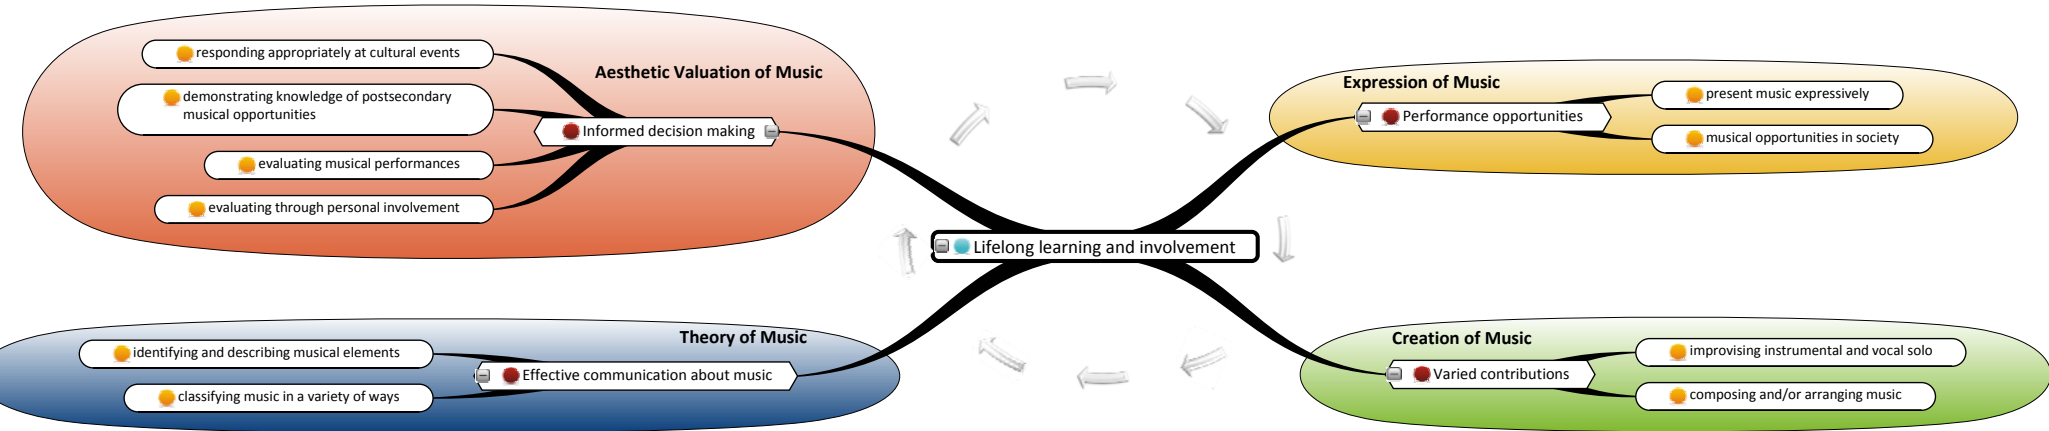 Aesthetic Valuation of Music
responding appropriately at cultural events
demonstrating knowledge of postsecondary
musical opportunities
Informed decision making
evaluating musical performances
evaluating through personal involvement
Expression of Music
Performance opportunities
present music expressively
musical opportunities in society
Lifelong learning and involvement
Theory of Music
identifying and describing musical elements
Effective communication about music
classifying music in a variety of ways
Creation of Music
Varied contributions
improvising instrumental and vocal solo
composing and/or arranging music